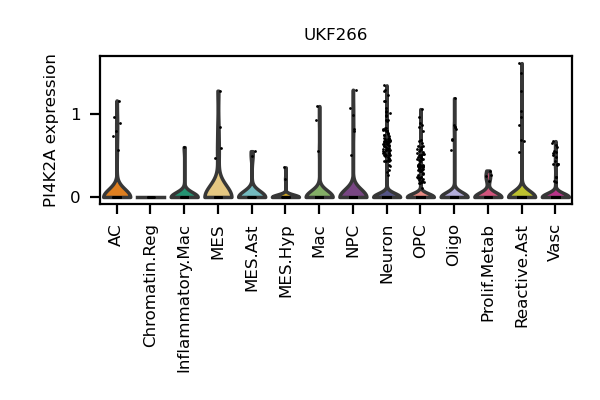 UKF266
PI4K2A expression
1
0
AC
Chromatin.Reg
Inflammatory.Mac
MES
MES.Ast
MES.Hyp
Mac
NPC
Neuron
OPC
Oligo
Prolif.Metab
Reactive.Ast
Vasc